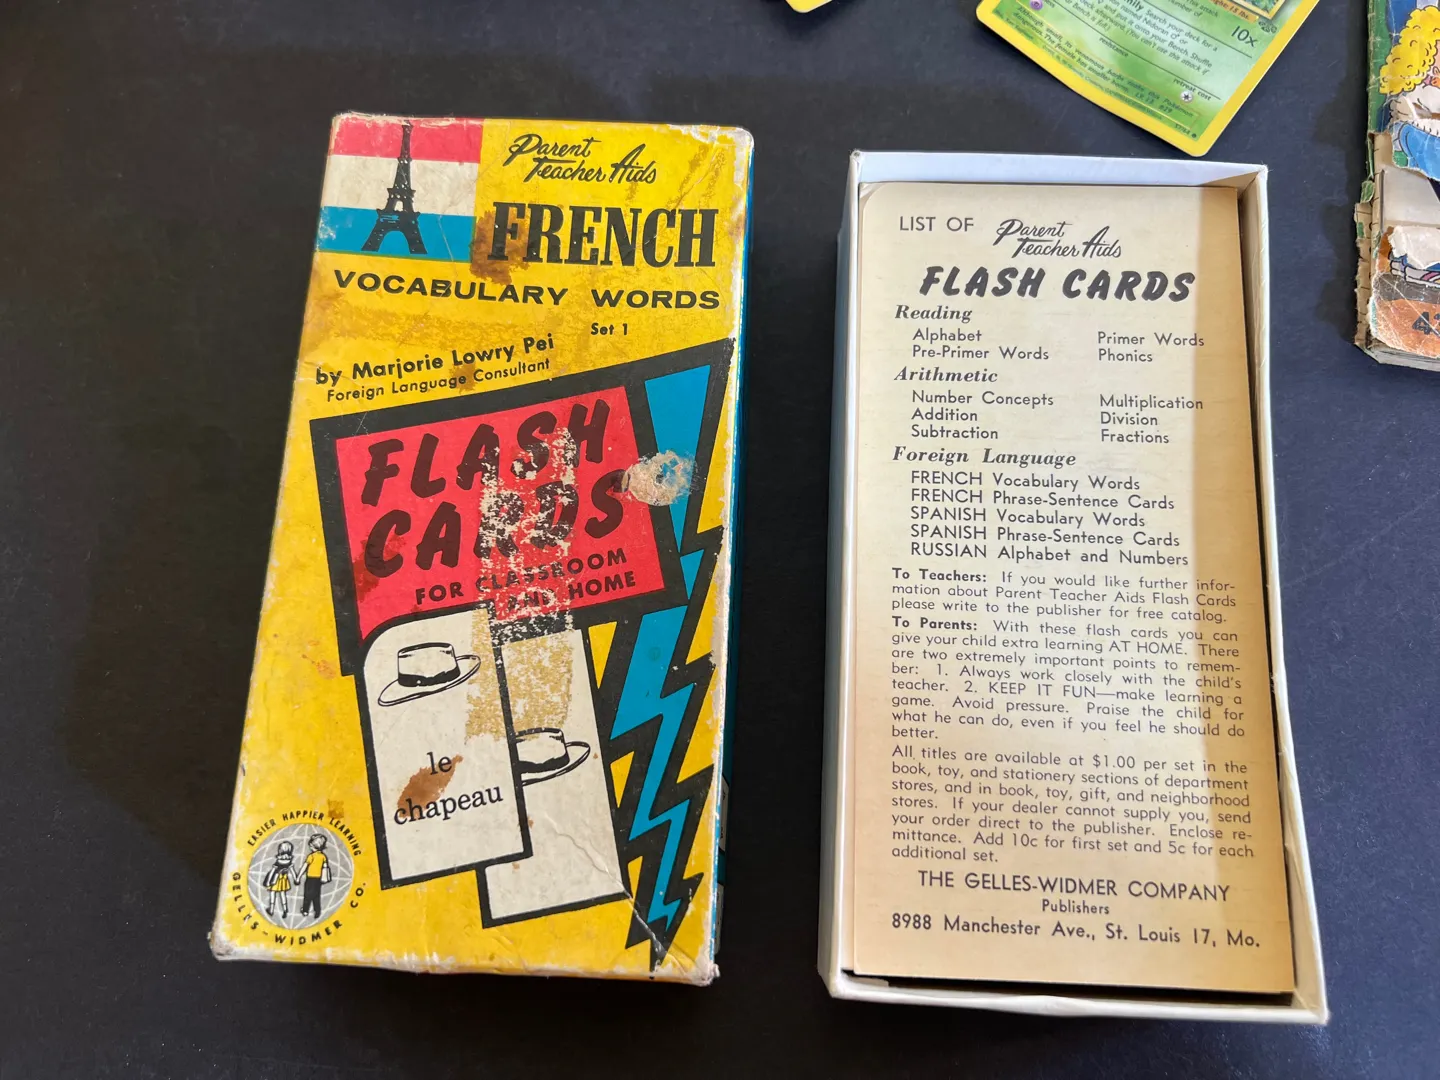 Parent
Teacher Aids
FRENCH
VOCABULARY WORDS
Set 1
by Marjorie Lowry Pei
Foreign Language Consultant
FLASH
CARDS
FOR CLASSROOM
AND HOME
le
chapeau
EASIER HAPPIER LEARNING
GELLES-WIDMER CO.
LIST OF Parent
Teacher Aids
FLASH CARDS
Reading
Alphabet Primer Words
Pre-Primer Words Phonics
Arithmetic
Number Concepts Multiplication
Addition Division
Subtraction Fractions
Foreign Language
FRENCH Vocabulary Words
FRENCH Phrase-Sentence Cards
SPANISH Vocabulary Words
SPANISH Phrase-Sentence Cards
RUSSIAN Alphabet and Numbers
To Teachers: If you would like further infor-
mation about Parent Teacher Aids Flash Cards
please write to the publisher for free catalog.
To Parents: With these flash cards you can
give your child extra learning AT HOME. There
are two extremely important points to remem-
ber: 1. Always work closely with the child's
teacher. 2. KEEP IT FUN—make learning a
game. Avoid pressure. Praise the child for
what he can do, even if you feel he should do
better.
All titles are available at $1.00 per set in the
book, toy, and stationery sections of department
stores, and in book, toy, gift, and neighborhood
stores. If your dealer cannot supply you, send
your order direct to the publisher. Enclose re-
mittance. Add 10c for first set and 5c for each
additional set.
THE GELLES-WIDMER COMPANY
Publishers
8988 Manchester Ave., St. Louis 17, Mo.
Search your deck for a
10x
resistance
retreat cost